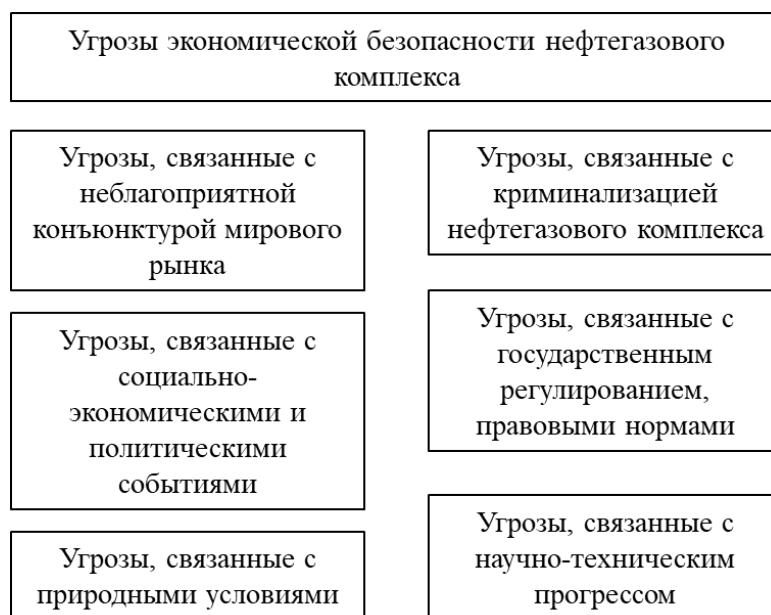 Угрозы экономической безопасности нефтегазового
комплекса
Угрозы, связанные с
неблагоприятной
конъюнктурой мирового
рынка
Угрозы, связанные с
криминализацией
нефтегазового комплекса
Угрозы, связанные с
социально-
экономическими и
политическими
событиями
Угрозы, связанные с
государственным
регулированием,
правовыми нормами
Угрозы, связанные с
природными условиями
Угрозы, связанные с
научно-техническим
прогрессом